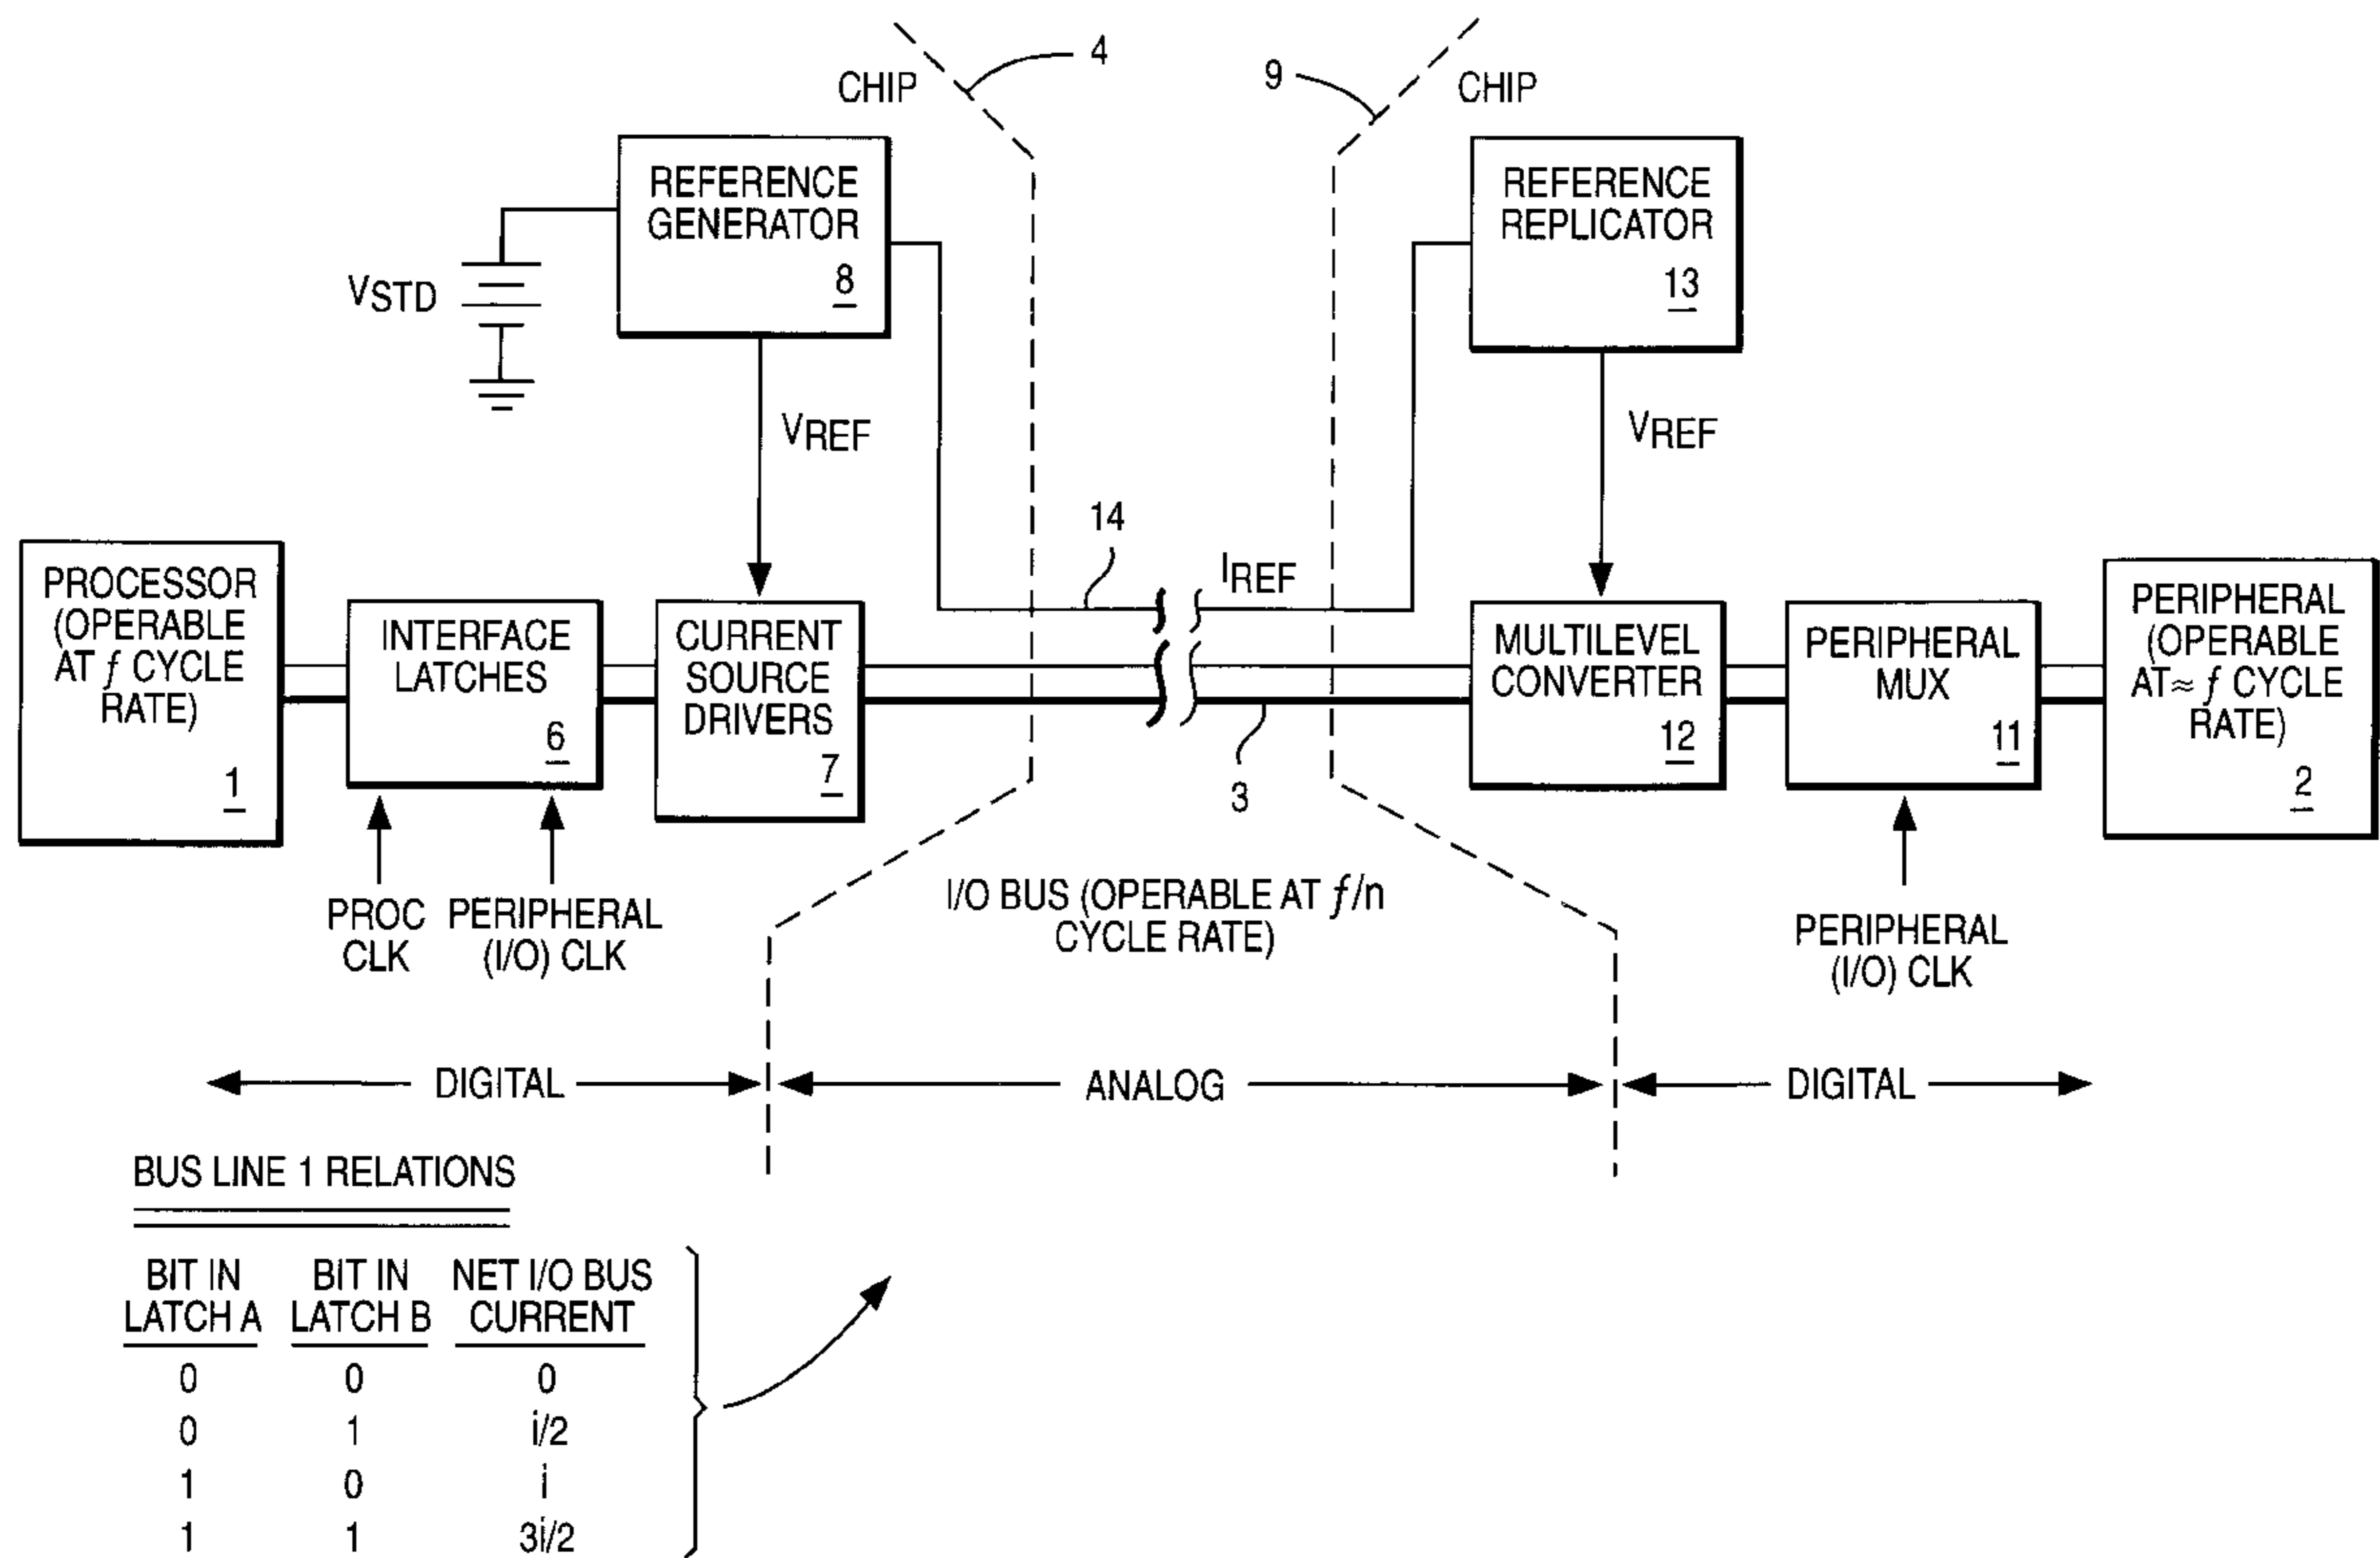 CHIP
4
9
CHIP
REFERENCE
GENERATOR
8
REFERENCE
REPLICATOR
13
VSTD
VREF
VREF
14
IREF
PROCESSOR
(OPERABLE
AT f CYCLE
RATE)
1
INTERFACE
LATCHES
6
CURRENT
SOURCE
DRIVERS
7
3
MULTILEVEL
CONVERTER
12
PERIPHERAL
MUX
11
PERIPHERAL
(OPERABLE
AT≈ f CYCLE
RATE)
2
PROC
CLK
PERIPHERAL
(I/O) CLK
I/O BUS (OPERABLE AT f/n
CYCLE RATE)
PERIPHERAL
(I/O) CLK
DIGITAL
ANALOG
DIGITAL
BUS LINE 1 RELATIONS
BIT IN LATCH A
BIT IN LATCH B
NET I/O BUS CURRENT
0 0 0
0 1 i/2
1 0 i
1 1 3i/2